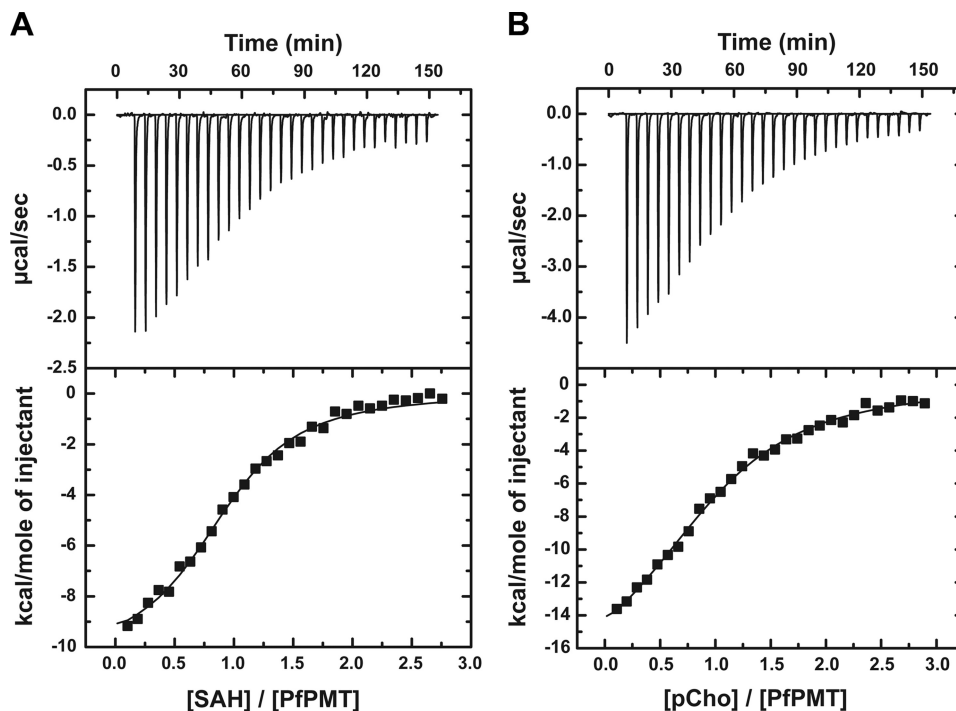 A
Time (min)
0 30 60 90 120 150
0.0
-0.5
-1.0
-1.5
-2.0
-2.5
µcal/sec
0
-2
-4
-6
-8
-10
kcal/mole of injectant
0.0 0.5 1.0 1.5 2.0 2.5 3.0
[SAH] / [PfPMT]
B
Time (min)
0 30 60 90 120 150
0.0
-1.0
-2.0
-3.0
-4.0
µcal/sec
0
-2
-4
-6
-8
-10
-12
-14
-16
kcal/mole of injectant
0.0 0.5 1.0 1.5 2.0 2.5 3.0
[pCho] / [PfPMT]